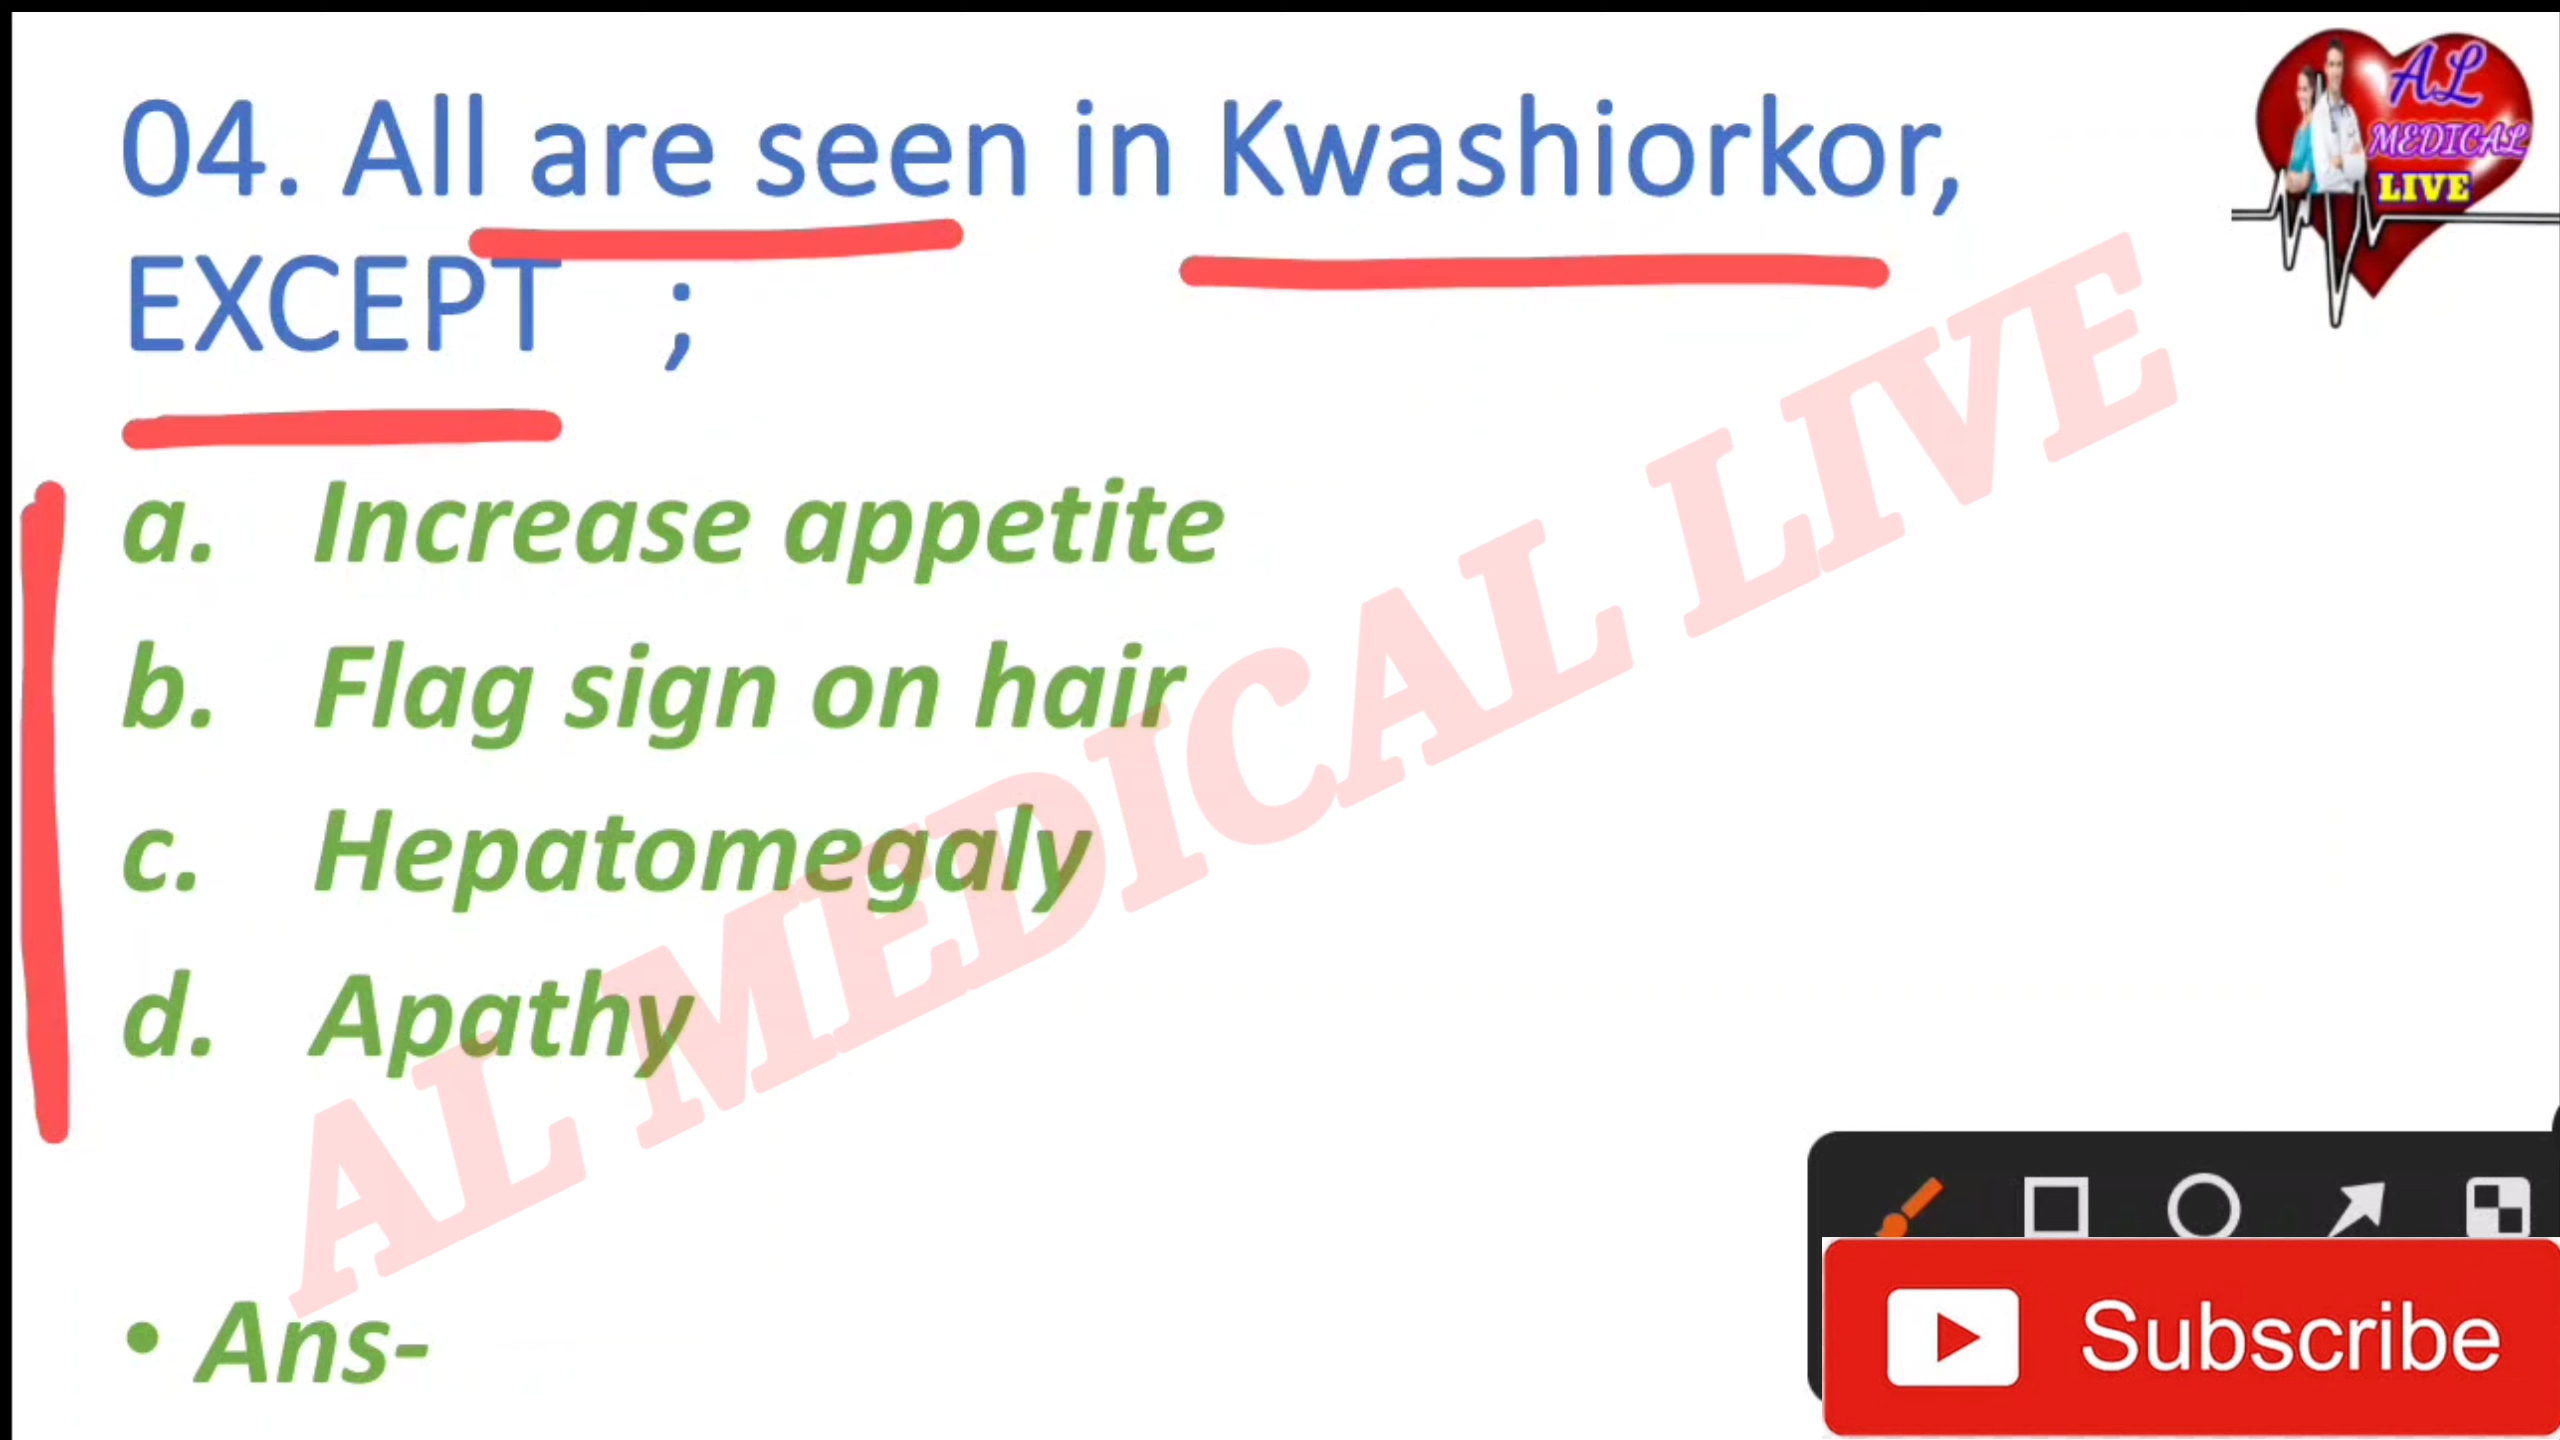 04. All are seen in Kwashiorkor,
EXCEPT ;
a. Increase appetite
b. Flag sign on hair
c. Hepatomegaly
d. Apathy
• Ans-
AL
MEDICAL
LIVE
AL MEDICAL LIVE
Subscribe